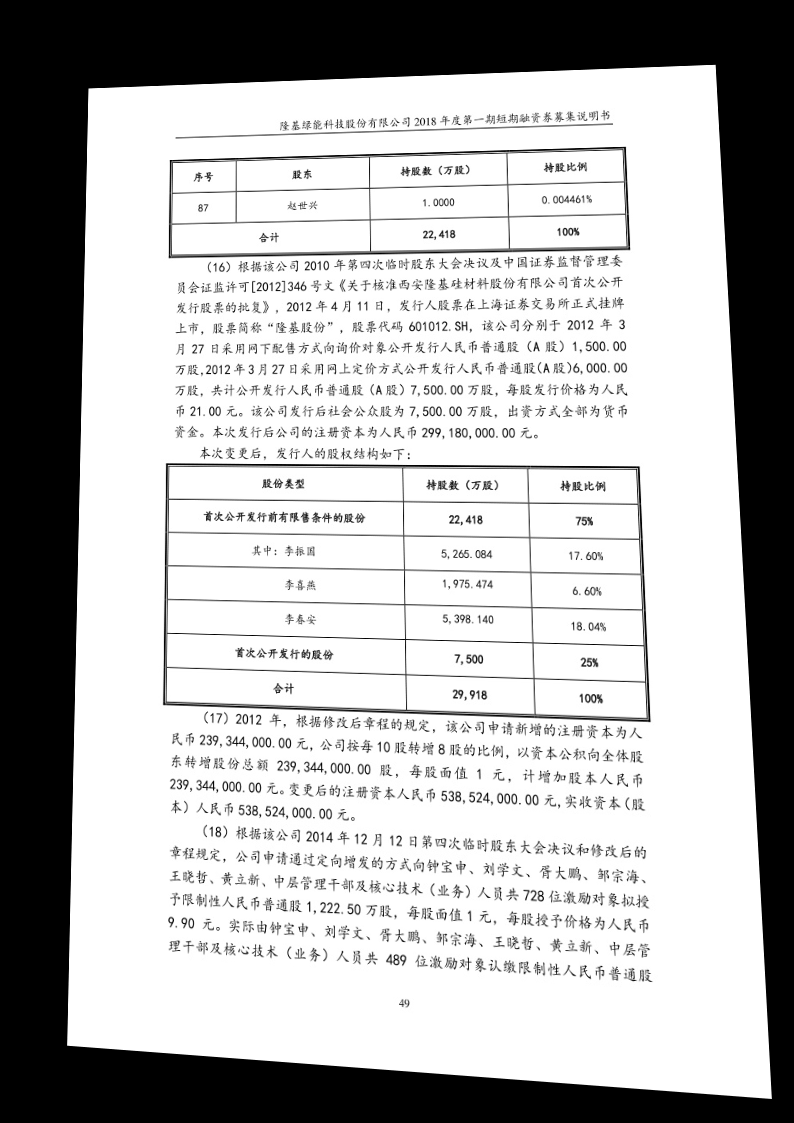 隆基绿能科技股份有限公司 2018 年度第一期短期融资券募集说明书
序号 股东 持股数（万股） 持股比例
87 赵世兴 1.0000 0.004461%
合计 22,418 100%
（16）根据该公司 2010 年第四次临时股东大会决议及中国证券监督管理委
员会证监许可[2012]346 号文《关于核准西安隆基硅材料股份有限公司首次公开
发行股票的批复》，2012 年 4 月 11 日，发行人股票在上海证券交易所正式挂牌
上市，股票简称“隆基股份”，股票代码 601012.SH，该公司分别于 2012 年 3
月 27 日采用网下配售方式向询价对象公开发行人民币普通股（A 股）1,500.00
万股,2012 年 3 月 27 日采用网上定价方式公开发行人民币普通股(A 股)6,000.00
万股，共计公开发行人民币普通股（A 股）7,500.00 万股，每股发行价格为人民
币 21.00 元。该公司发行后社会公众股为 7,500.00 万股，出资方式全部为货币
资金。本次发行后公司的注册资本为人民币 299,180,000.00 元。
本次变更后，发行人的股权结构如下：
股份类型 持股数（万股） 持股比例
首次公开发行前有限售条件的股份 22,418 75%
其中：李振国 5,265.084 17.60%
李喜燕 1,975.474 6.60%
李春安 5,398.140 18.04%
首次公开发行的股份 7,500 25%
合计 29,918 100%
（17）2012 年，根据修改后章程的规定，该公司申请新增的注册资本为人
民币 239,344,000.00 元，公司按每 10 股转增 8 股的比例，以资本公积向全体股
东转增股份总额 239,344,000.00 股，每股面值 1 元，计增加股本人民币
239,344,000.00 元。变更后的注册资本人民币 538,524,000.00 元,实收资本（股
本）人民币 538,524,000.00 元。
（18）根据该公司 2014 年 12 月 12 日第四次临时股东大会决议和修改后的
章程规定，公司申请通过定向增发的方式向钟宝申、刘学文、胥大鹏、邹宗海、
王晓哲、黄立新、中层管理干部及核心技术（业务）人员共 728 位激励对象拟授
予限制性人民币普通股 1,222.50 万股，每股面值 1 元，每股授予价格为人民币
9.90 元。实际由钟宝申、刘学文、胥大鹏、邹宗海、王晓哲、黄立新、中层管
理干部及核心技术（业务）人员共 489 位激励对象认缴限制性人民币普通股
49